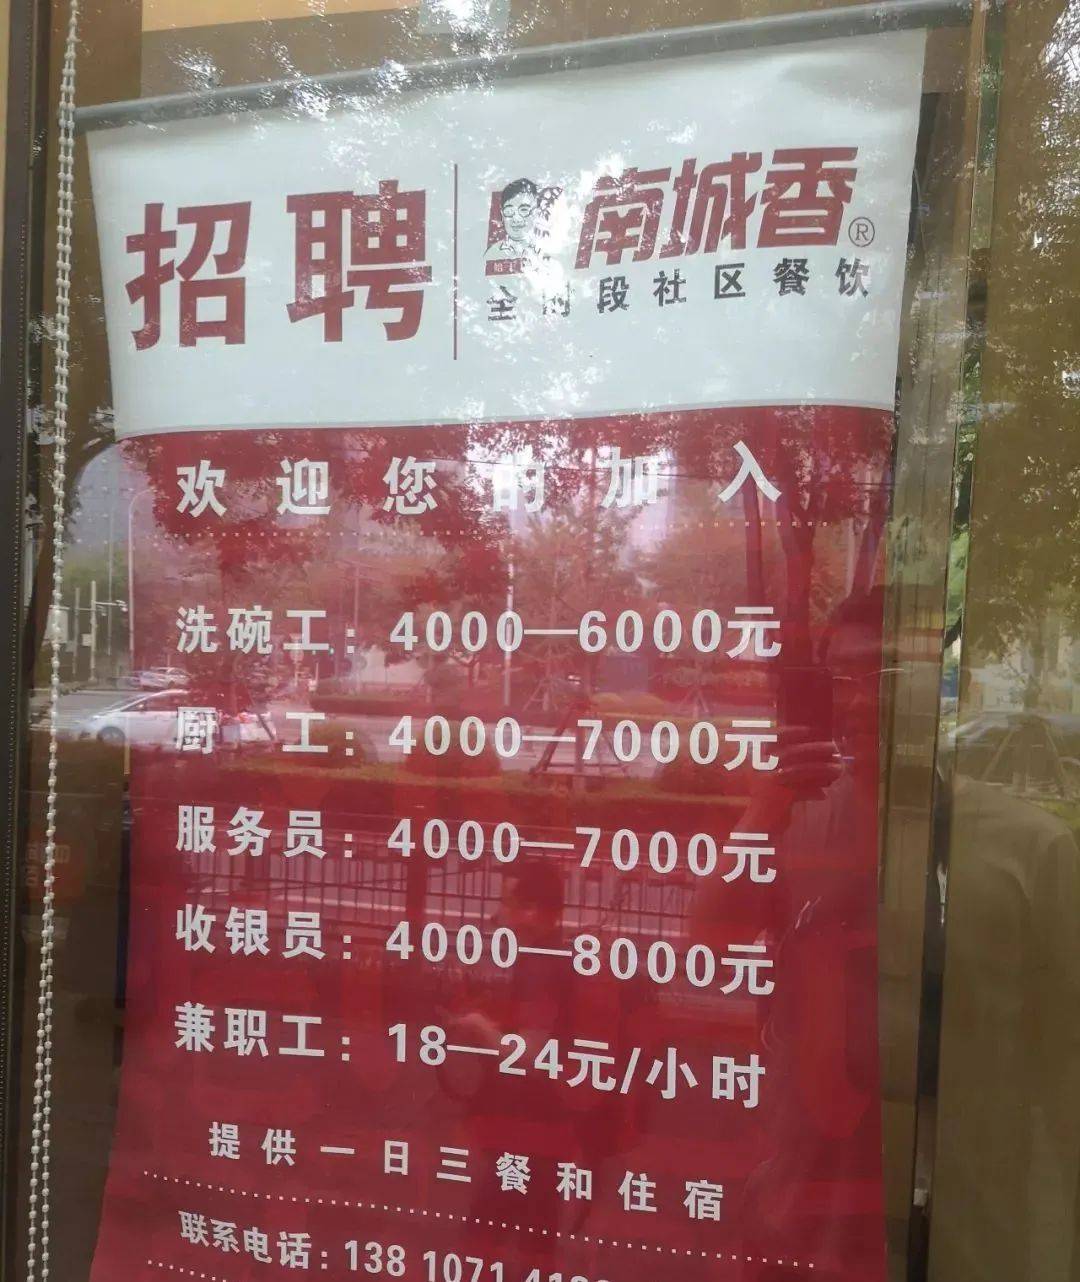 招聘
南城香®
全时段社区餐饮
欢迎您的加入
洗碗工：4000—6000元
厨工：4000—7000元
服务员：4000—7000元
收银员：4000—8000元
兼职工：18—24元/小时
提供一日三餐和住宿
联系电话：138 1071